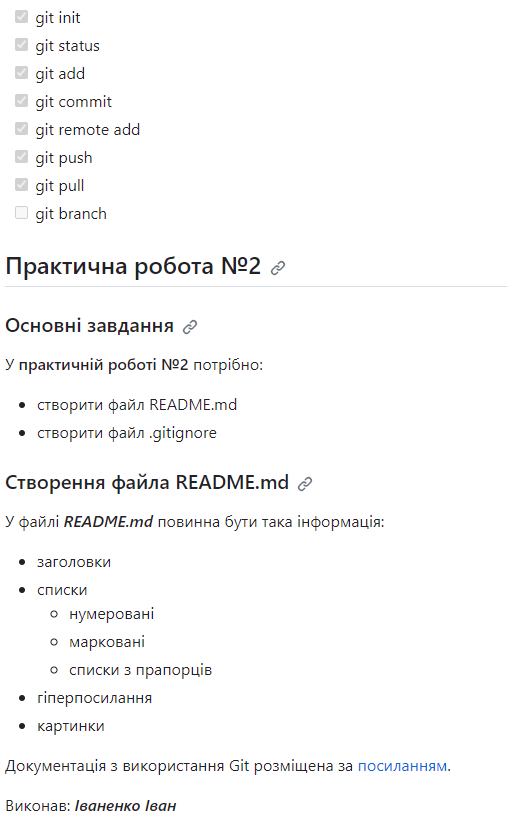 git init
git status
git add
git commit
git remote add
git push
git pull
git branch
Практична робота №2
Основні завдання
У практичній роботі №2 потрібно:
створити файл README.md
створити файл .gitignore
Створення файла README.md
У файлі README.md повинна бути така інформація:
заголовки
списки
нумеровані
марковані
списки з прапорців
гіперпосилання
картинки
Документація з використання Git розміщена за посиланням.
Виконав: Іваненко Іван